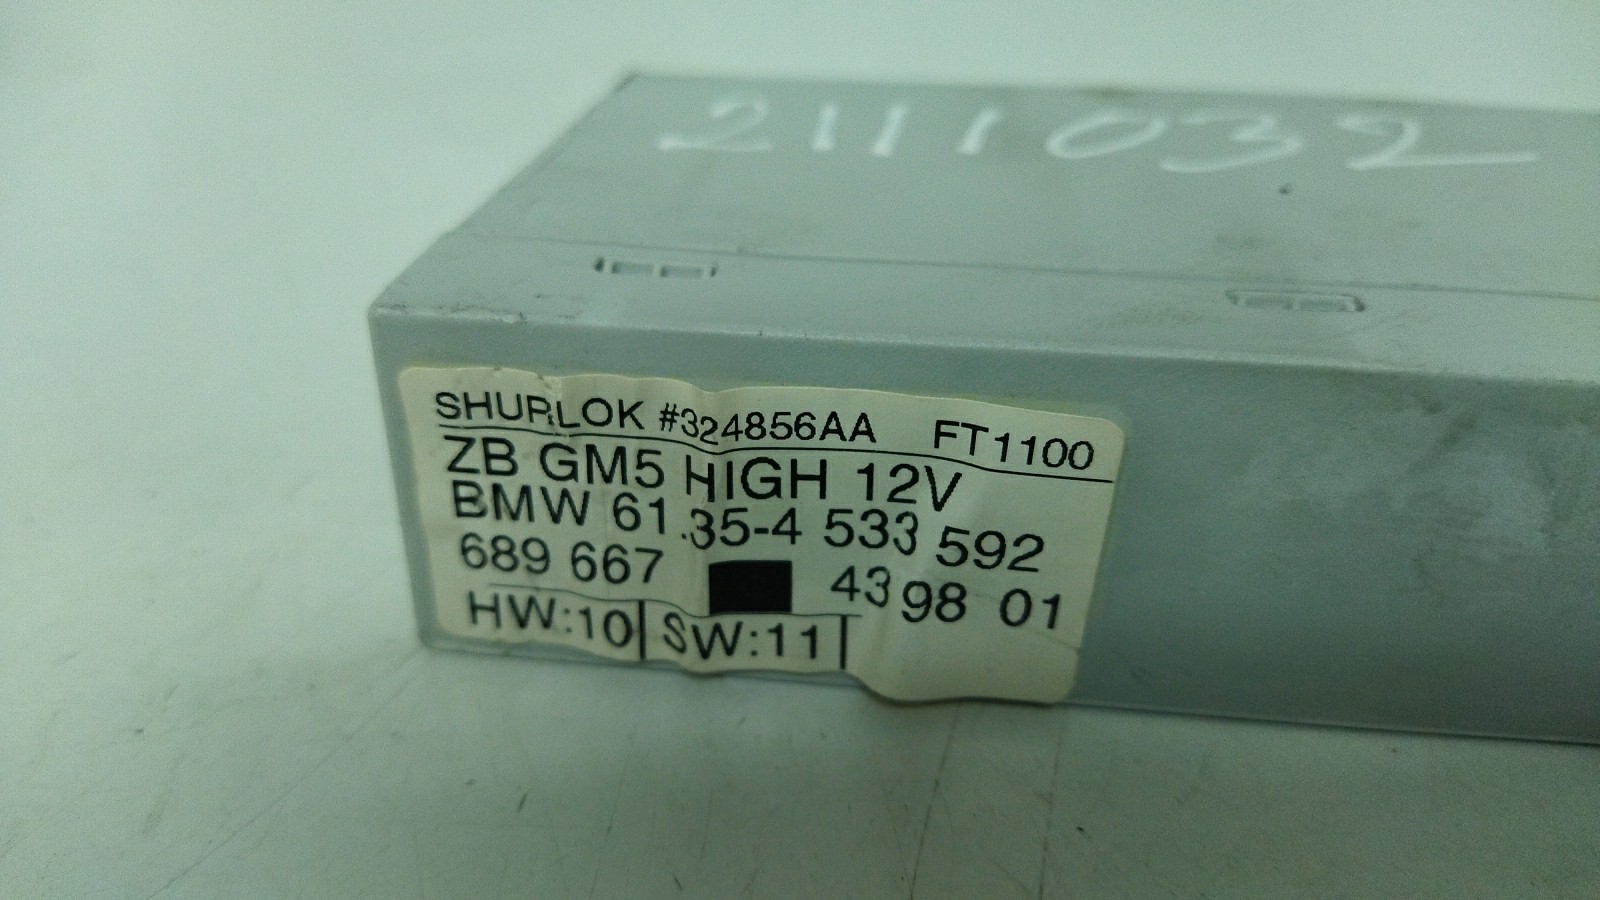 2111032
SHURLOK #324856AA FT1100
ZB GM5 HIGH 12V
BMW 61.35-4 533 592
689 667 43 98 01
HW:10 SW:11